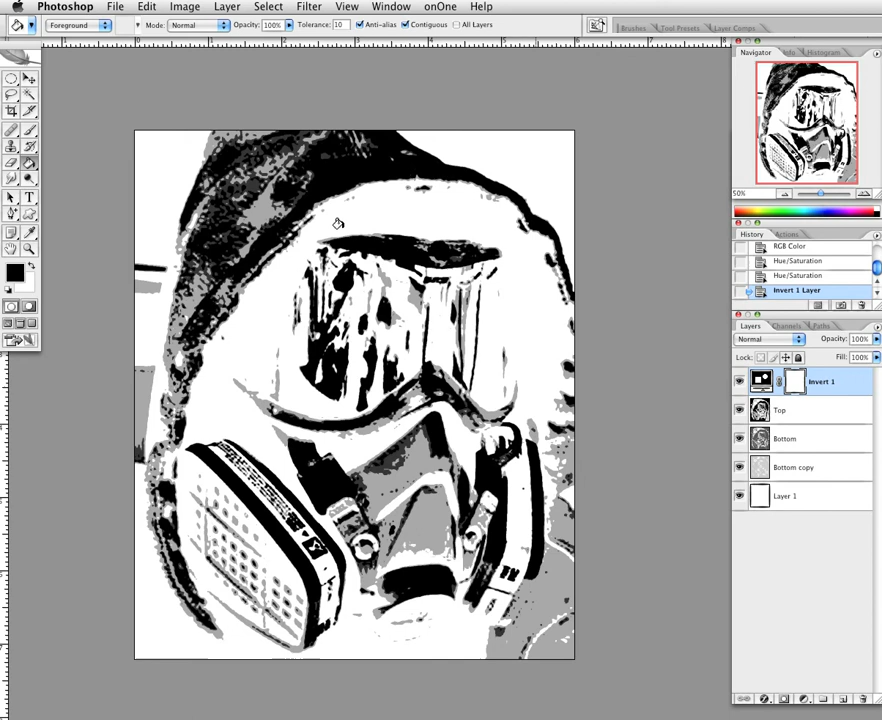 Photoshop File Edit Image Layer Select Filter View Window onOne Help
Foreground Mode: Normal Opacity: 100% Tolerance: 10 Anti-alias Contiguous All Layers
Brushes Tool Presets Layer Comps
Navigator Info Histogram
50%
History Actions
RGB Color
Hue/Saturation
Hue/Saturation
Invert 1 Layer
Layers Channels Paths
Normal Opacity: 100%
Lock: Fill: 100%
Invert 1
Top
Bottom
Bottom copy
Layer 1